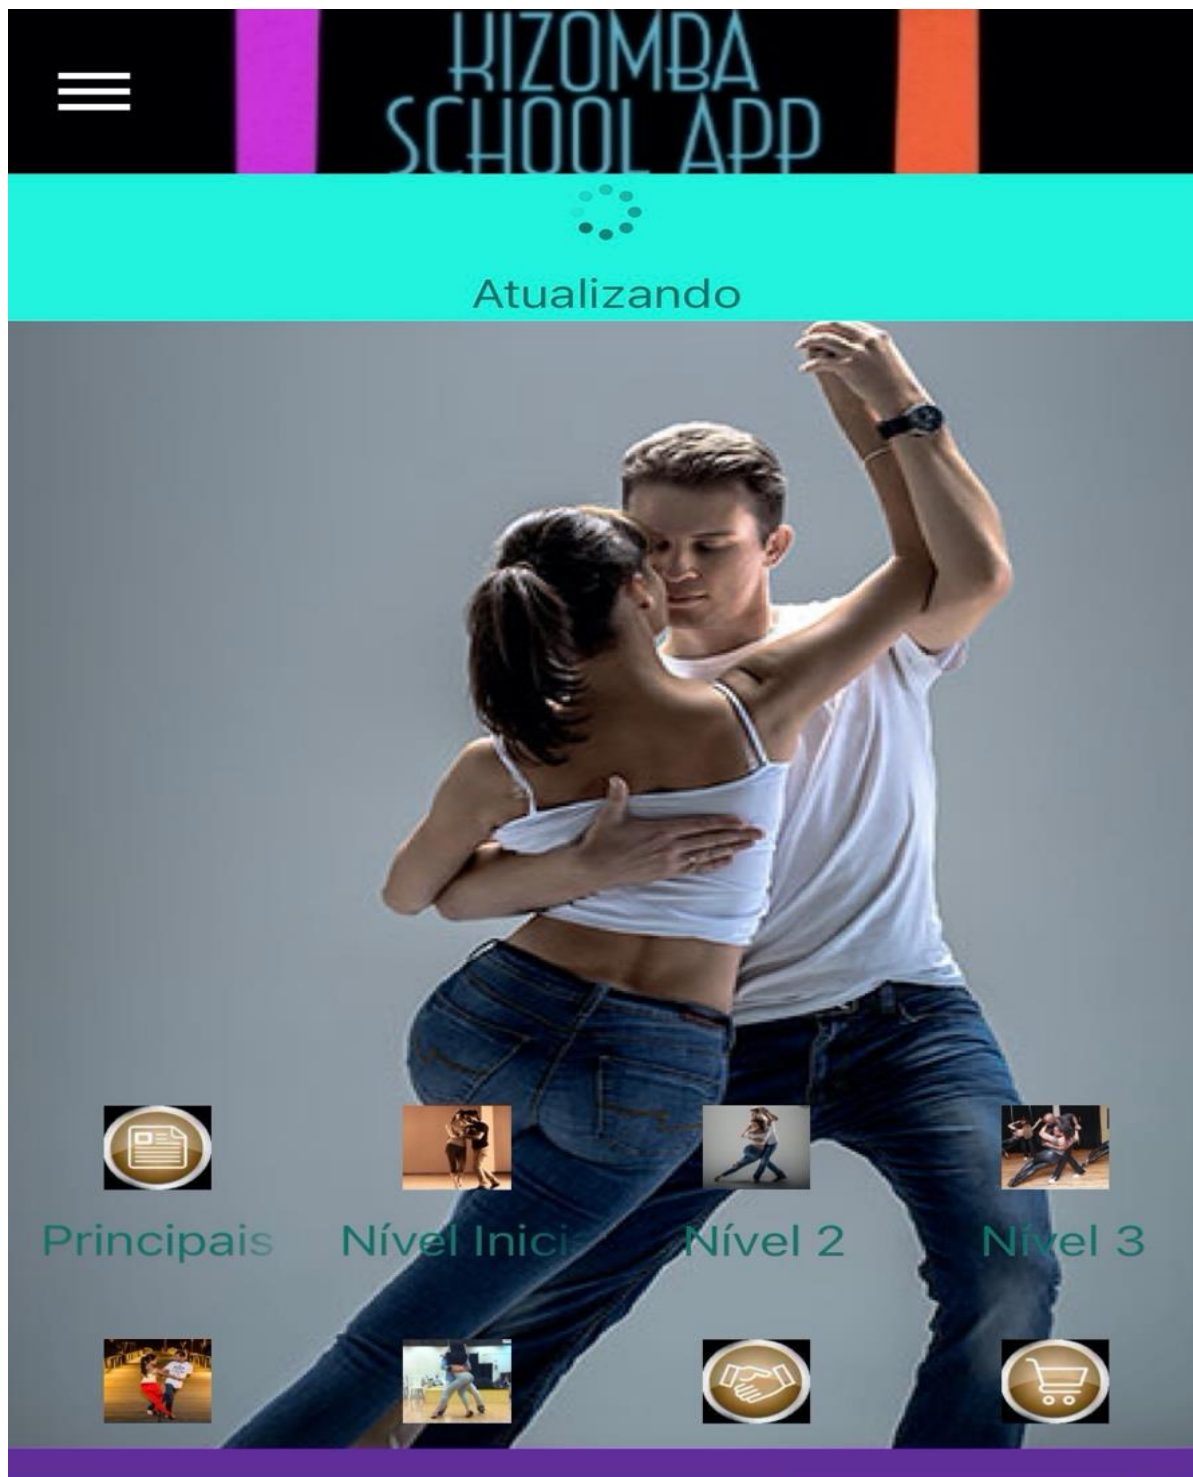 KIZOMBA
SCHOOL APP
Atualizando
Principais
Nível Inici
Nível 2
Nível 3